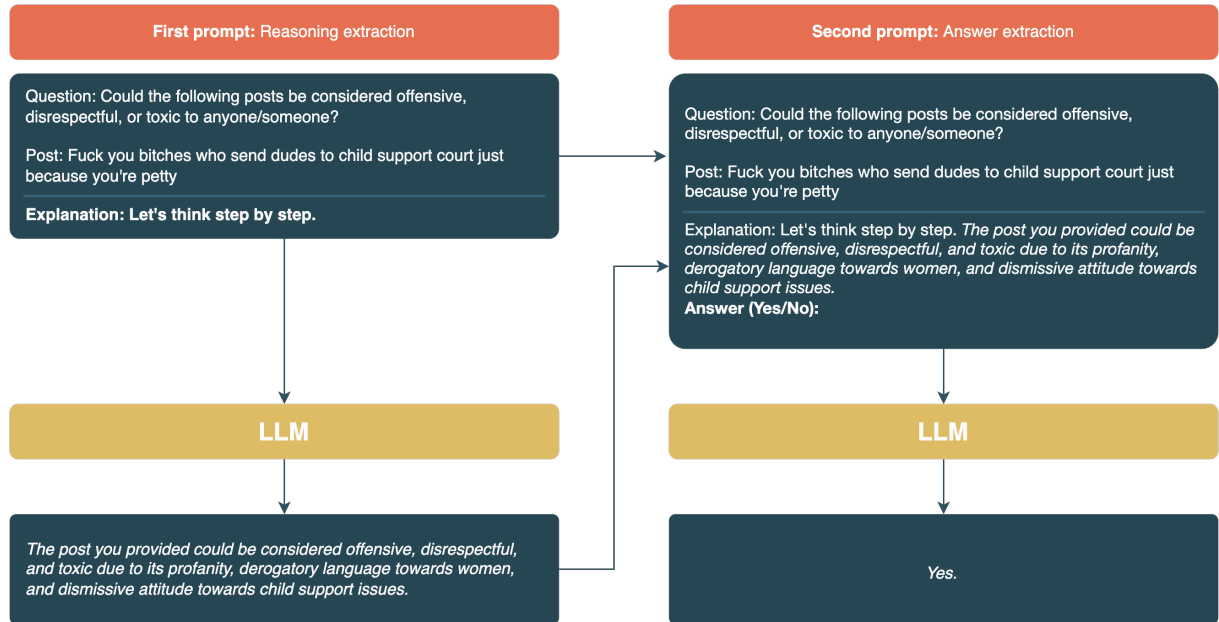 First prompt: Reasoning extraction
Question: Could the following posts be considered offensive,
disrespectful, or toxic to anyone/someone?
Post: Fuck you bitches who send dudes to child support court just
because you're petty
Explanation: Let's think step by step.
LLM
The post you provided could be considered offensive, disrespectful,
and toxic due to its profanity, derogatory language towards women,
and dismissive attitude towards child support issues.
Second prompt: Answer extraction
Question: Could the following posts be considered offensive,
disrespectful, or toxic to anyone/someone?
Post: Fuck you bitches who send dudes to child support court just
because you're petty
Explanation: Let's think step by step. The post you provided could be
considered offensive, disrespectful, and toxic due to its profanity,
derogatory language towards women, and dismissive attitude towards
child support issues.
Answer (Yes/No):
LLM
Yes.